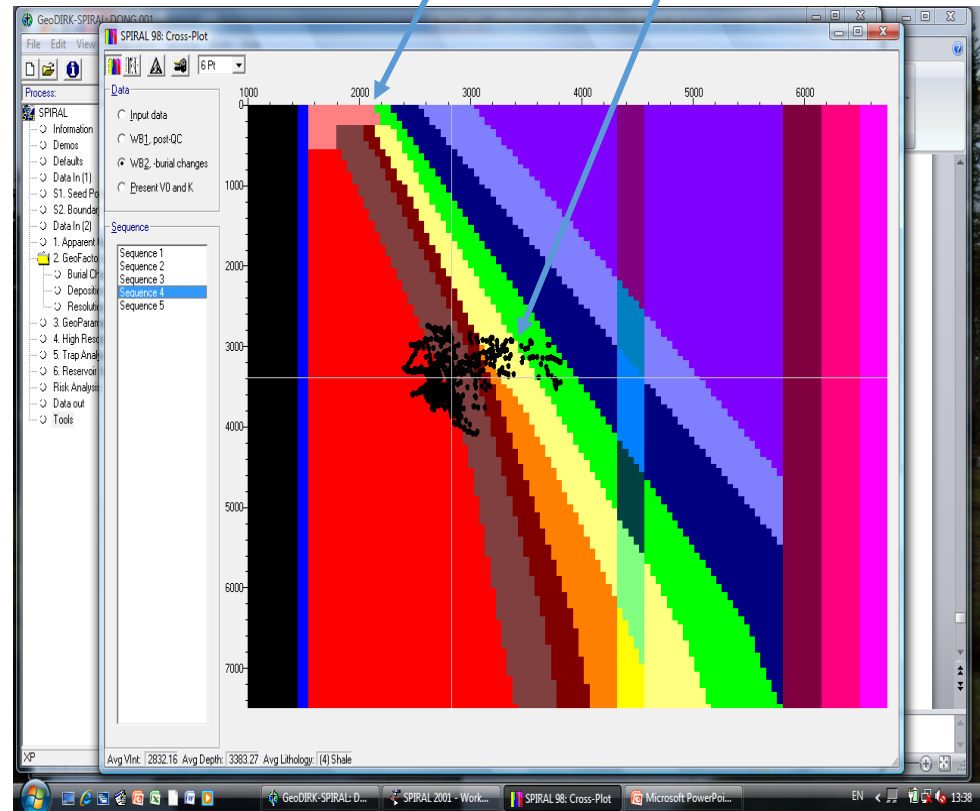 GeoDIRK-SPIRAL: DONG 001
File Edit View
Process:
SPIRAL
Information
Demos
Defaults
Data In (1)
S1. Seed Po
S2. Boundar
Data In (2)
1. Apparent
2. GeoFacto
Burial Ch
Depositio
Resolutio
3. GeoParam
4. High Reso
5. Trap Analy
6. Reservoir
Risk Analysis
Data out
Tools
XP
SPIRAL 98: Cross-Plot
6 Pt
Data
Input data
WB1, post-QC
WB2, -burial changes
Present V0 and K
Sequence
Sequence 1
Sequence 2
Sequence 3
Sequence 4
Sequence 5
1000 2000 3000 4000 5000 6000
0
1000
2000
3000
4000
5000
6000
7000
Avg VInt: 2832.16 Avg Depth: 3383.27 Avg Lithology: (4) Shale
GeoDIRK-SPIRAL: D... SPIRAL 2001 - Work... SPIRAL 98: Cross-Plot Microsoft PowerPoi... EN 13:38